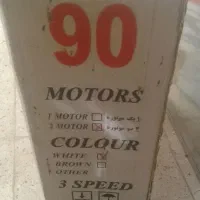 90
MOTORS
1 MOTOR
2 MOTOR
COLOUR
WHITE
BROWN
OTHER
3 SPEED